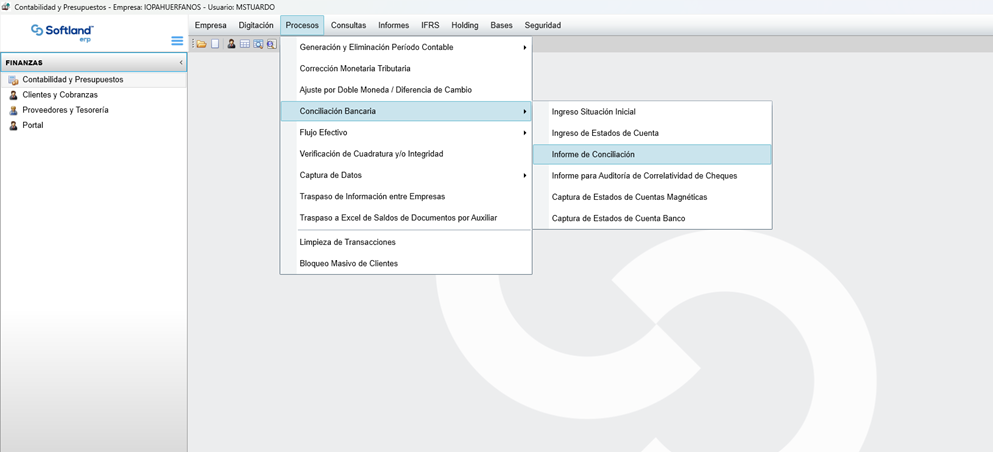 Contabilidad y Presupuestos - Empresa: IOPAHUERFANOS - Usuario: MSTUARDO
Softland
erp
Empresa Digitación Procesos Consultas Informes IFRS Holding Bases Seguridad
FINANZAS
Contabilidad y Presupuestos
Clientes y Cobranzas
Proveedores y Tesorería
Portal
Generación y Eliminación Período Contable
Corrección Monetaria Tributaria
Ajuste por Doble Moneda / Diferencia de Cambio
Conciliación Bancaria
Flujo Efectivo
Verificación de Cuadratura y/o Integridad
Captura de Datos
Traspaso de Información entre Empresas
Traspaso a Excel de Saldos de Documentos por Auxiliar
Limpieza de Transacciones
Bloqueo Masivo de Clientes
Ingreso Situación Inicial
Ingreso de Estados de Cuenta
Informe de Conciliación
Informe para Auditoría de Correlatividad de Cheques
Captura de Estados de Cuentas Magnéticas
Captura de Estados de Cuenta Banco